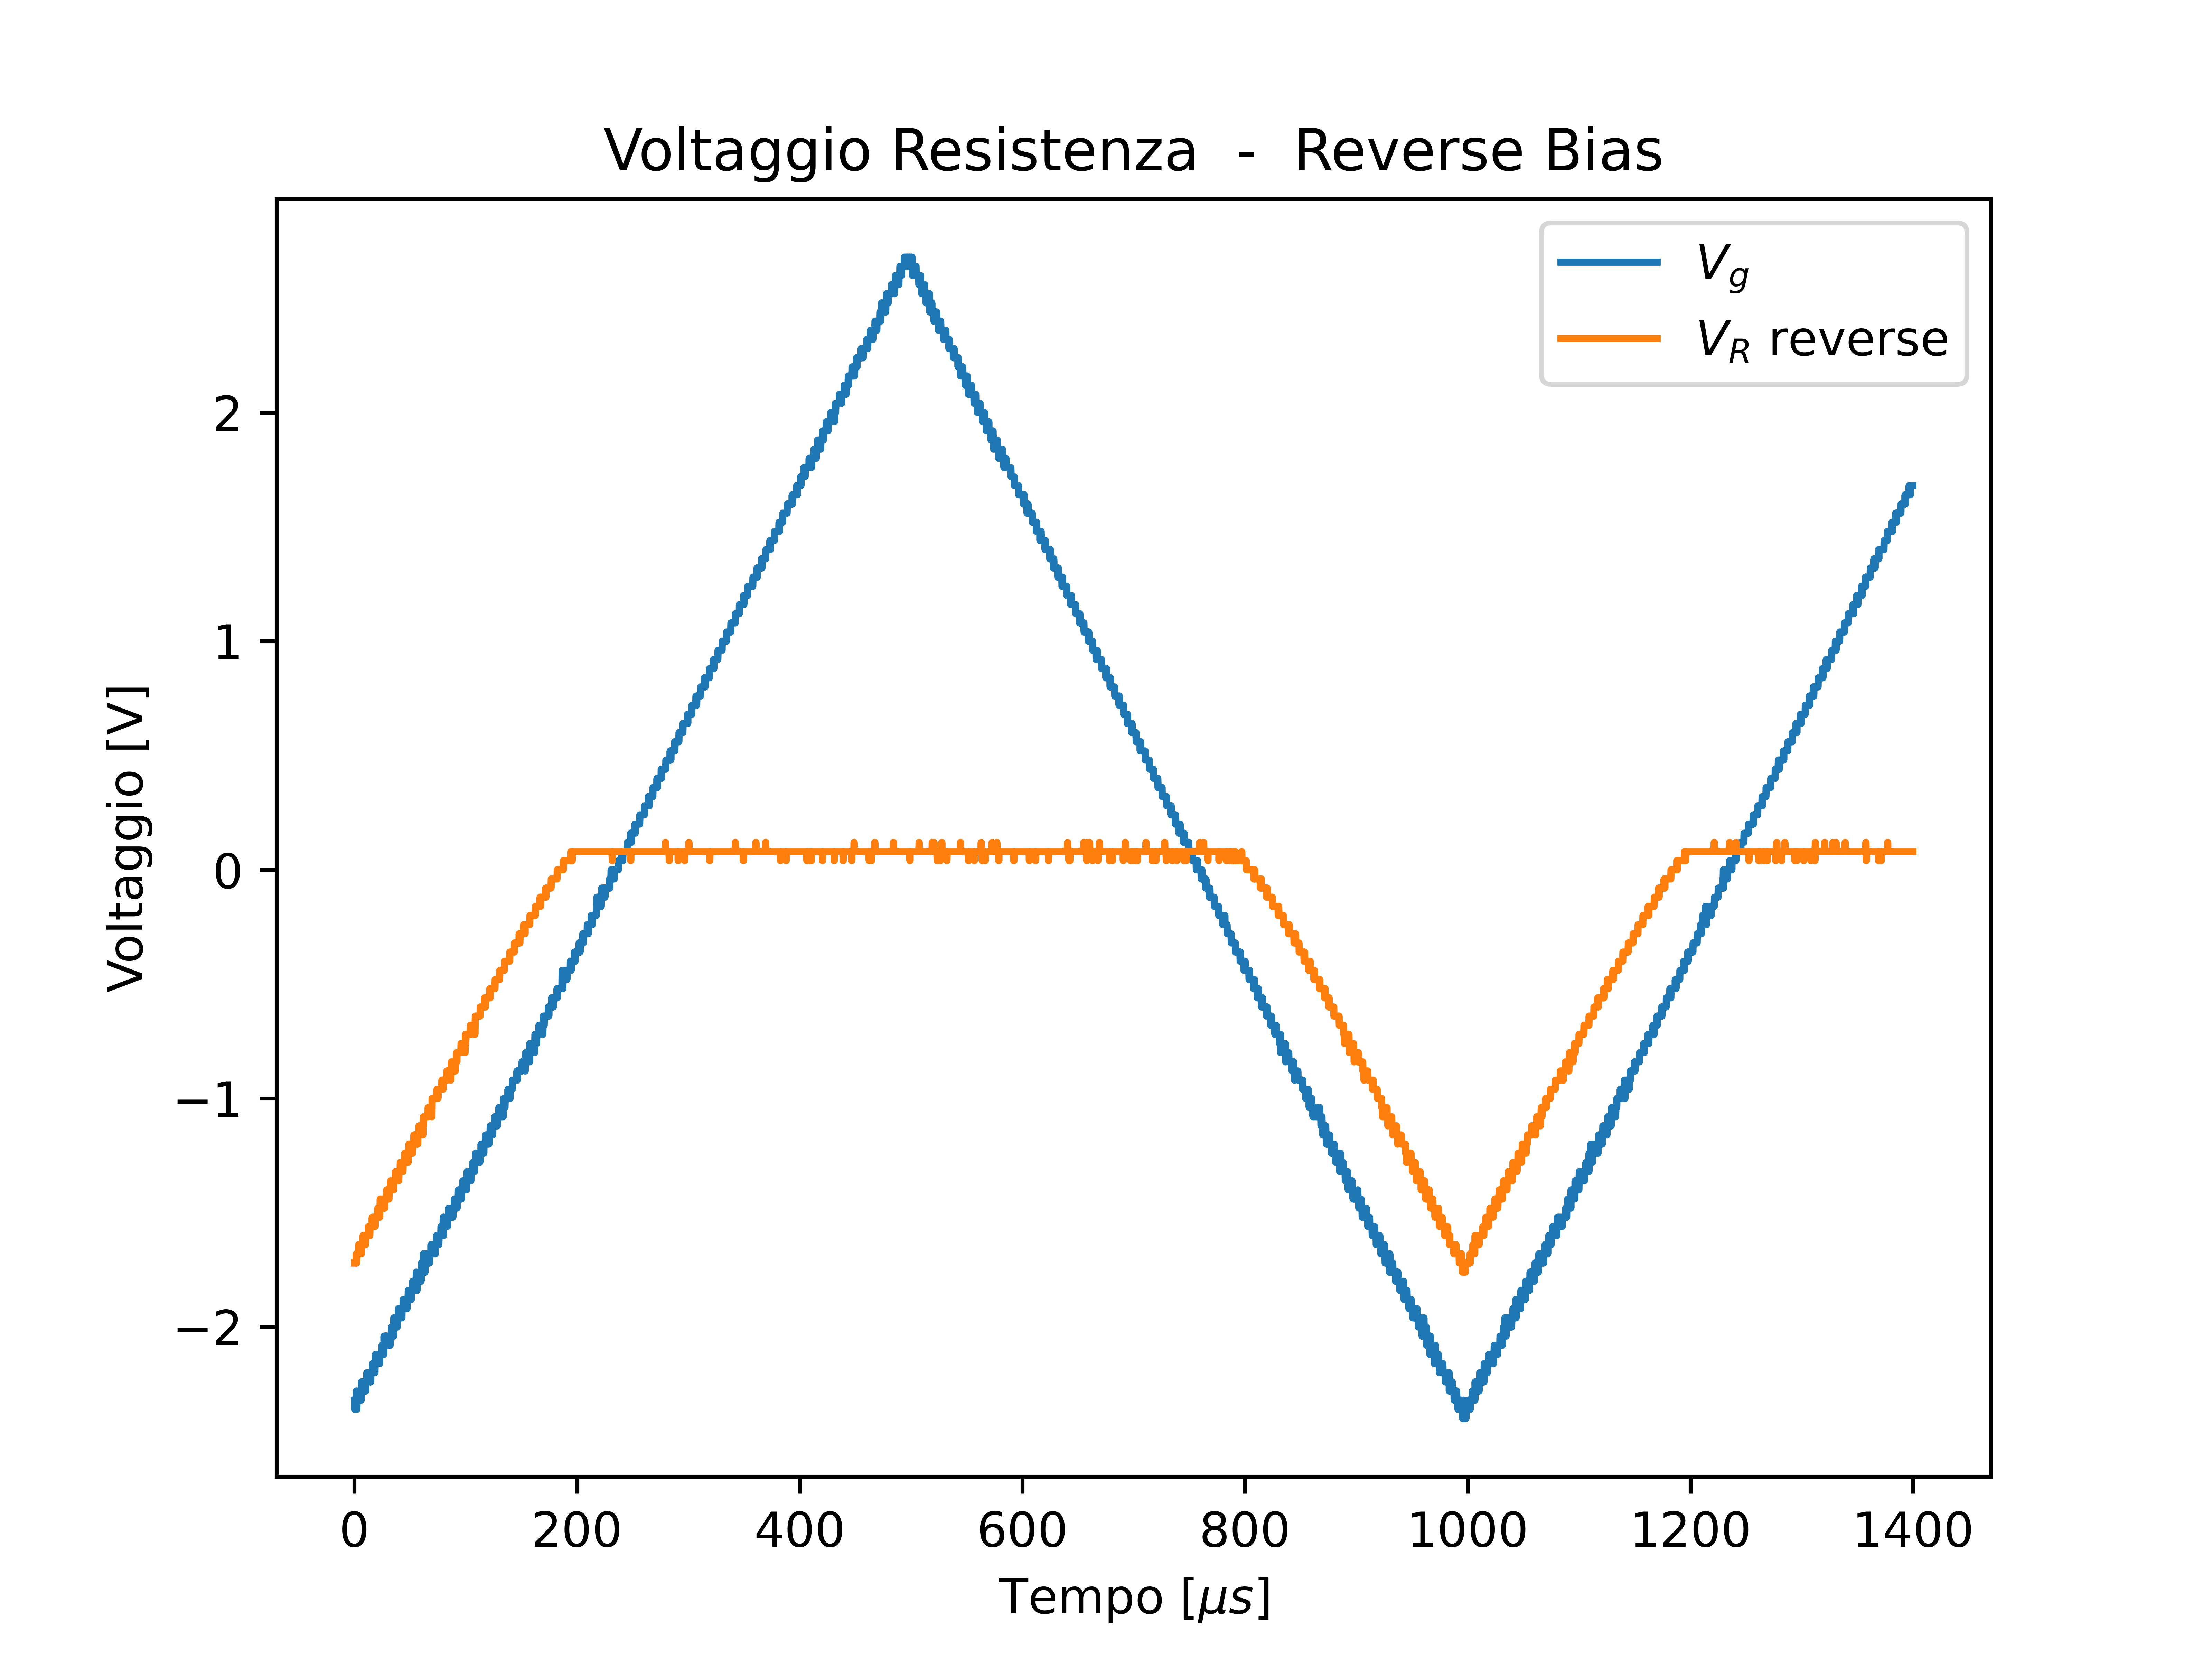 Voltaggio Resistenza - Reverse Bias
V_g
V_R reverse
Voltaggio [V]
2
1
0
−1
−2
0 200 400 600 800 1000 1200 1400
Tempo [μs]